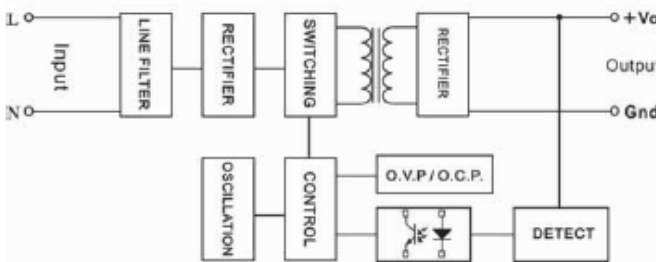 L
Input
N
LINE FILTER
RECTIFIER
SWITCHING
RECTIFIER
+Vo
Output
Gnd
OSCILLATION
CONTROL
O.V.P / O.C.P.
DETECT